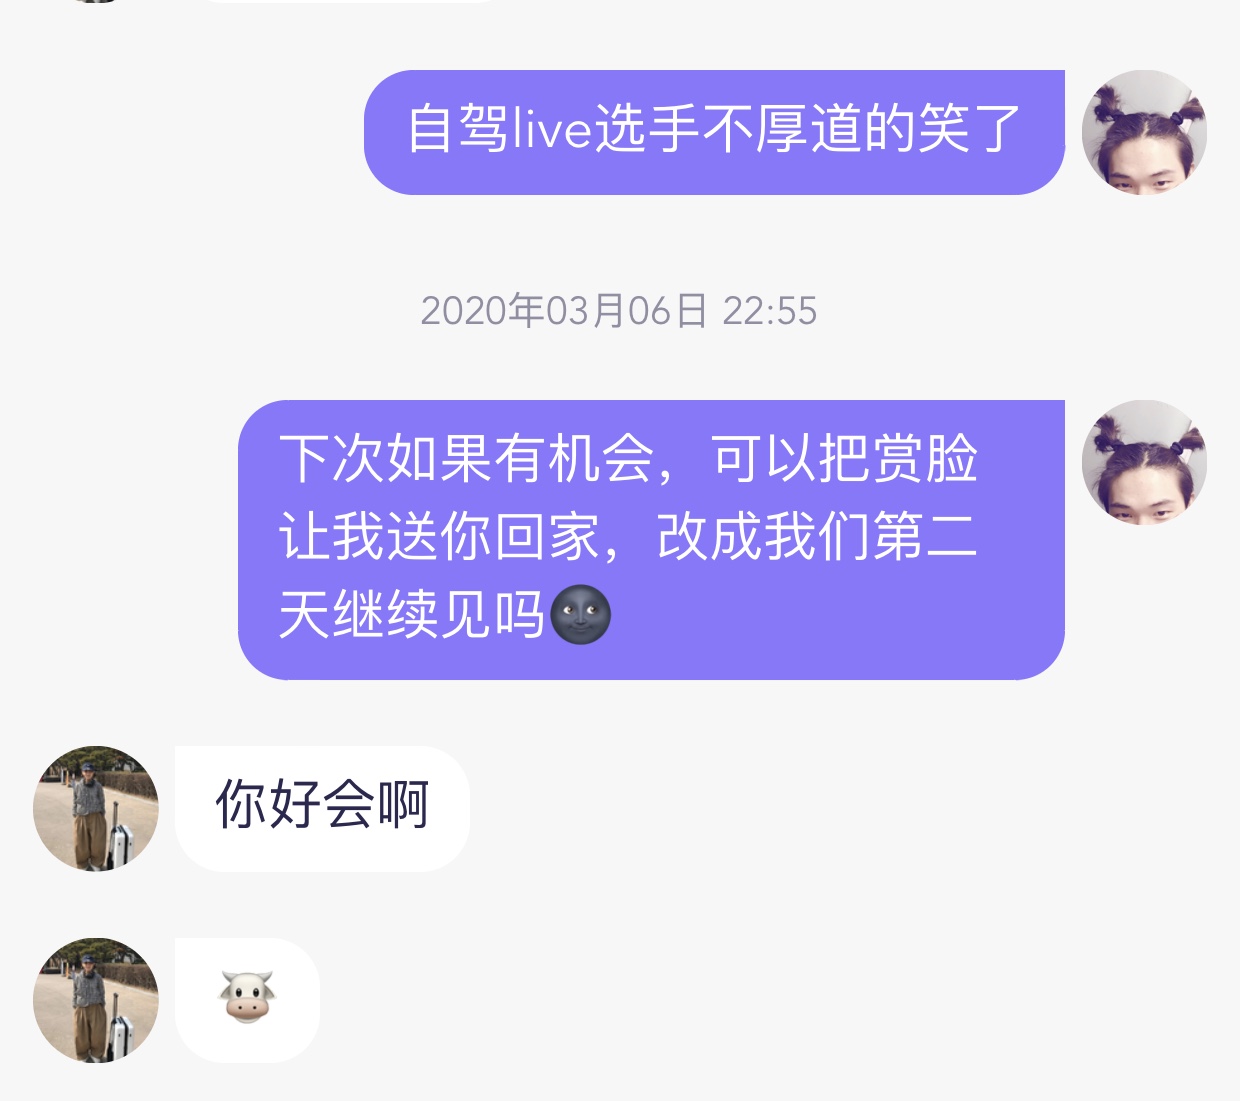 自驾live选手不厚道的笑了
2020年03月06日 22:55
下次如果有机会，可以把赏脸
让我送你回家，改成我们第二
天继续见吗🌚
你好会啊
🐮